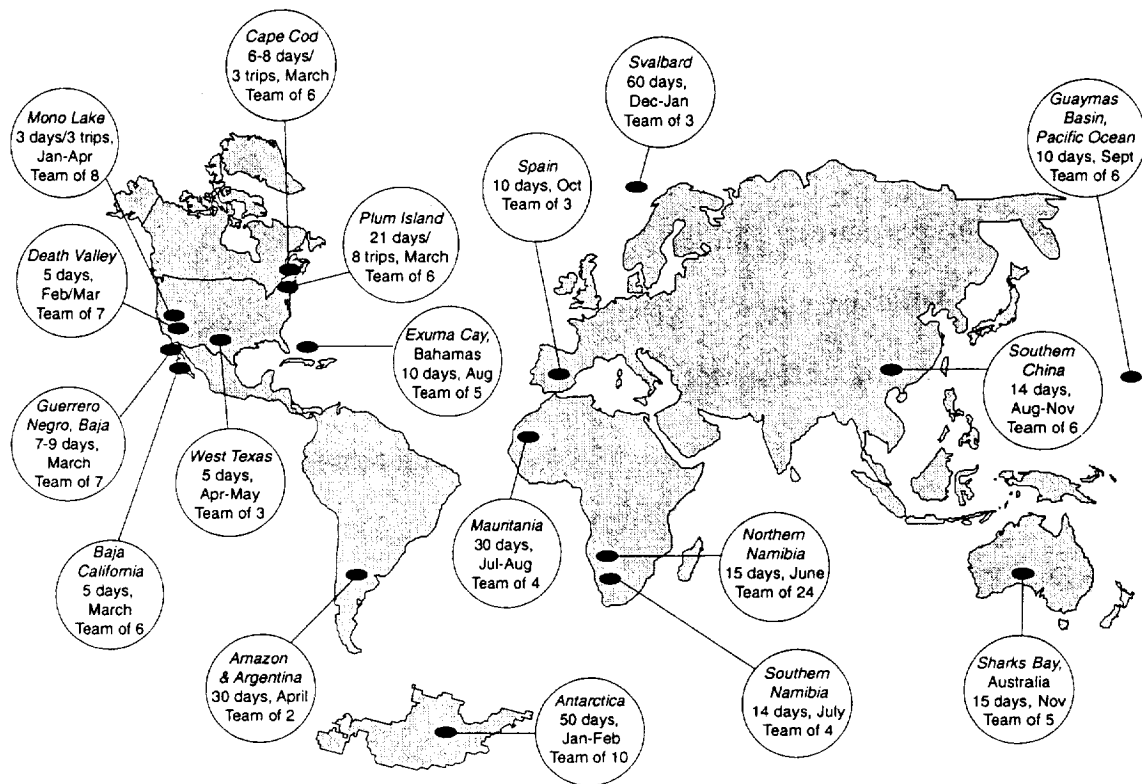 Cape Cod
6-8 days/
3 trips, March
Team of 6
Svalbard
60 days,
Dec-Jan
Team of 3
Guaymas
Basin,
Pacific Ocean
10 days, Sept
Team of 6
Mono Lake
3 days/3 trips,
Jan-Apr
Team of 8
Spain
10 days, Oct
Team of 3
Plum Island
21 days/
8 trips, March
Team of 6
Death Valley
5 days,
Feb/Mar
Team of 7
Exuma Cay,
Bahamas
10 days, Aug
Team of 5
Southern
China
14 days,
Aug-Nov
Team of 6
Guerrero
Negro, Baja
7-9 days,
March
Team of 7
West Texas
5 days,
Apr-May
Team of 3
Mauritania
30 days,
Jul-Aug
Team of 4
Northern
Namibia
15 days, June
Team of 24
Baja
California
5 days,
March
Team of 6
Amazon
& Argentina
30 days, April
Team of 2
Antarctica
50 days,
Jan-Feb
Team of 10
Southern
Namibia
14 days, July
Team of 4
Sharks Bay,
Australia
15 days, Nov
Team of 5